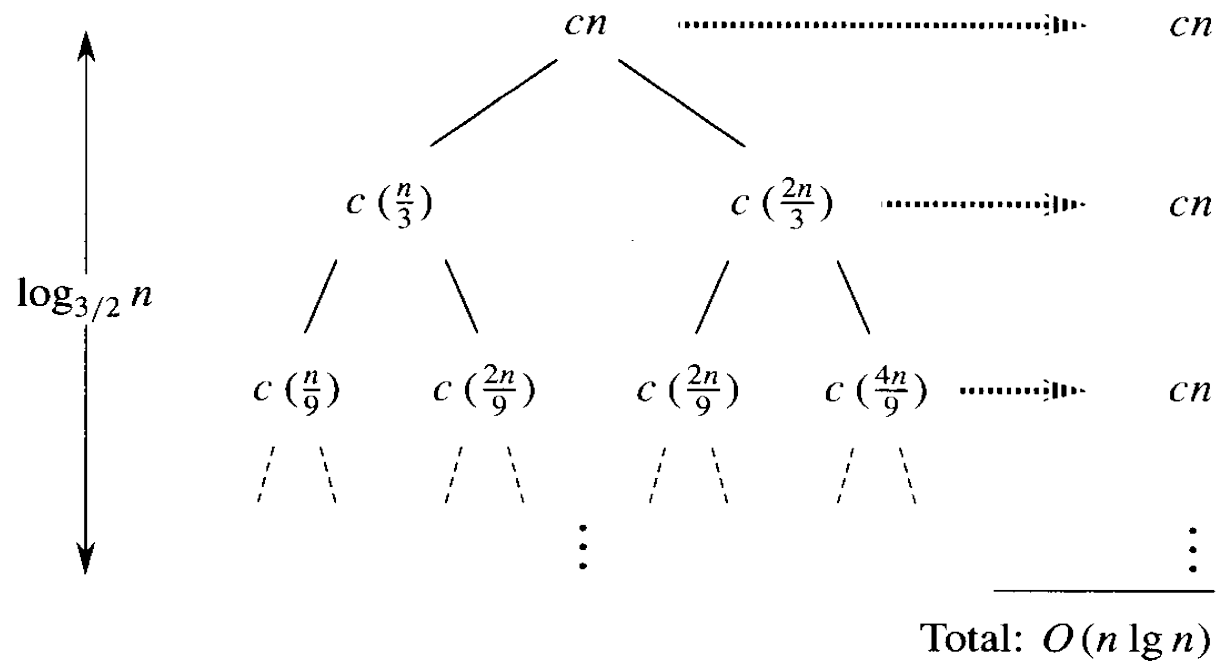 cn cn
c (n/3) c (2n/3) cn
log_{3/2} n
c (n/9) c (2n/9) c (2n/9) c (4n/9) cn
Total: O(n lg n)